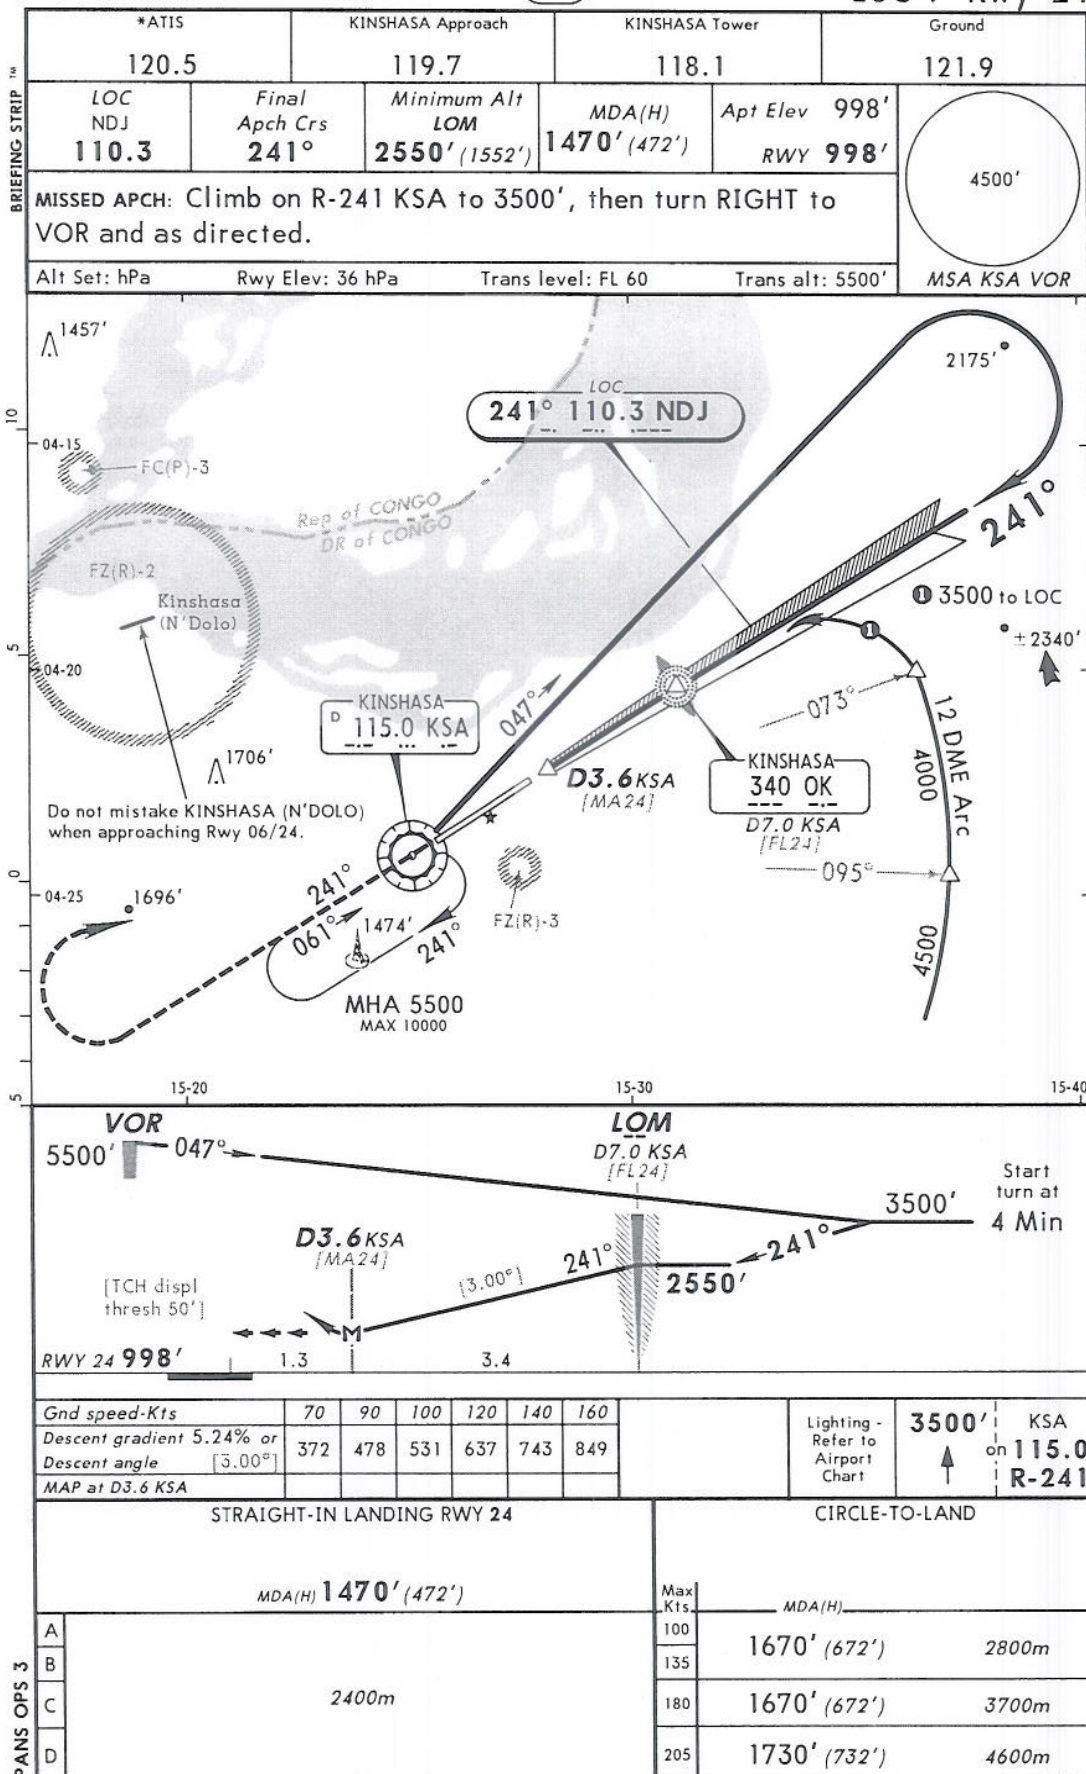 *ATIS KINSHASA Approach KINSHASA Tower Ground
120.5 119.7 118.1 121.9
BRIEFING STRIP ™
LOC Final Minimum Alt MDA(H) Apt Elev 998'
NDJ Apch Crs LOM
110.3 241° 2550' (1552') 1470' (472') RWY 998'
4500'
MISSED APCH: Climb on R-241 KSA to 3500', then turn RIGHT to
VOR and as directed.
Alt Set: hPa Rwy Elev: 36 hPa Trans level: FL 60 Trans alt: 5500' MSA KSA VOR
1457'
2175'
LOC
241° 110.3 NDJ
10
04-15
FC(P)-3
241°
Rep of CONGO
DR of CONGO
FZ(R)-2
Kinshasa
(N'Dolo)
1 3500 to LOC
1
±2340'
5
04-20
KINSHASA
D 115.0 KSA
047°
073°
12 DME Arc
4000
1706'
D3.6 KSA
[MA24]
KINSHASA
340 OK
D7.0 KSA
[FL24]
Do not mistake KINSHASA (N'DOLO)
when approaching Rwy 06/24.
095°
0
04-25
1696'
241°
061°
1474'
241°
FZ(R)-3
4500
MHA 5500
MAX 10000
5
15-20 15-30 15-40
VOR LOM
5500' 047° D7.0 KSA
[FL24]
Start
turn at
4 Min
3500'
D3.6 KSA
[MA24]
241° 241°
[3.00°] 2550'
[TCH displ
thresh 50']
M
RWY 24 998' 1.3 3.4
Gnd speed-Kts 70 90 100 120 140 160
Descent gradient 5.24% or
Descent angle [3.00°] 372 478 531 637 743 849
MAP at D3.6 KSA
Lighting -
Refer to
Airport
Chart
3500' on KSA
115.0
R-241
STRAIGHT-IN LANDING RWY 24 CIRCLE-TO-LAND
MDA(H) 1470' (472')
Max
Kts MDA(H)
A 100
B 135 1670' (672') 2800m
2400m
C 180 1670' (672') 3700m
D 205 1730' (732') 4600m
PANS OPS 3